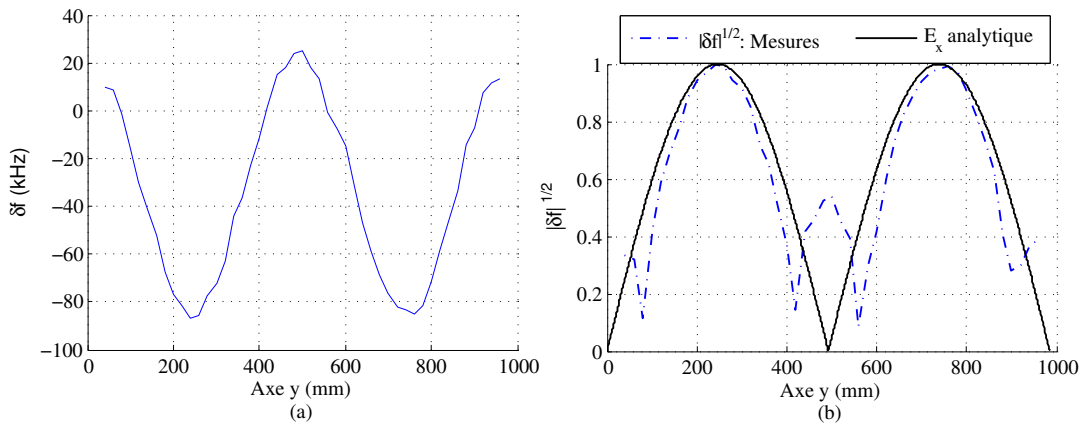 40
20
0
−20
−40
−60
−80
−100
δf (kHz)
0 200 400 600 800 1000
Axe y (mm)
(a)
|δf|^{1/2}: Mesures E_x analytique
1
0.8
0.6
0.4
0.2
0
|δf|^{1/2}
0 200 400 600 800 1000
Axe y (mm)
(b)